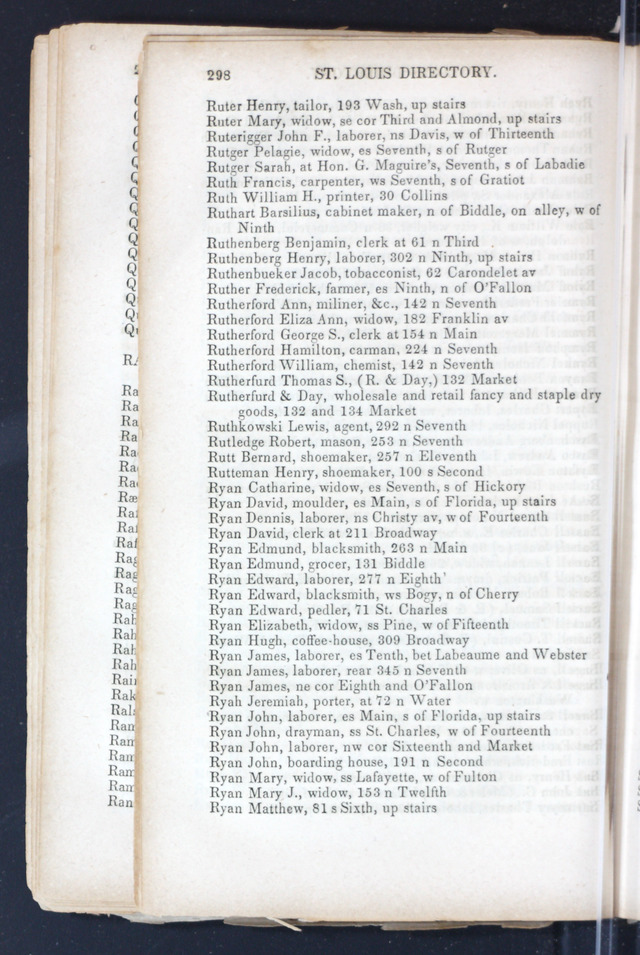 298 ST. LOUIS DIRECTORY.
Ruter Henry, tailor, 193 Wash, up stairs
Ruter Mary, widow, se cor Third and Almond, up stairs
Ruterigger John F., laborer, ns Davis, w of Thirteenth
Rutger Pelagie, widow, es Seventh, s of Rutger
Rutger Sarah, at Hon. G. Maguire's, Seventh, s of Labadie
Ruth Francis, carpenter, ws Seventh, s of Gratiot
Ruth William H., printer, 30 Collins
Ruthart Barsilius, cabinet maker, n of Biddle, on alley, w of
Ninth
Ruthenberg Benjamin, clerk at 61 n Third
Ruthenberg Henry, laborer, 302 n Ninth, up stairs
Ruthenbueker Jacob, tobacconist, 62 Carondelet av
Ruther Frederick, farmer, es Ninth, n of O'Fallon
Rutherford Ann, miliner, &c., 142 n Seventh
Rutherford Eliza Ann, widow, 182 Franklin av
Rutherford George S., clerk at 154 n Main
Rutherford Hamilton, carman, 224 n Seventh
Rutherford William, chemist, 142 n Seventh
Rutherfurd Thomas S., (R. & Day,) 132 Market
Rutherfurd & Day, wholesale and retail fancy and staple dry
goods, 132 and 134 Market
Ruthkowski Lewis, agent, 292 n Seventh
Rutledge Robert, mason, 253 n Seventh
Rutt Bernard, shoemaker, 257 n Eleventh
Rutteman Henry, shoemaker, 100 s Second
Ryan Catharine, widow, es Seventh, s of Hickory
Ryan David, moulder, es Main, s of Florida, up stairs
Ryan Dennis, laborer, ns Christy av, w of Fourteenth
Ryan David, clerk at 211 Broadway
Ryan Edmund, blacksmith, 263 n Main
Ryan Edmund, grocer, 131 Biddle
Ryan Edward, laborer, 277 n Eighth
Ryan Edward, blacksmith, ws Bogy, n of Cherry
Ryan Edward, pedler, 71 St. Charles
Ryan Elizabeth, widow, ss Pine, w of Fifteenth
Ryan Hugh, coffee-house, 309 Broadway
Ryan James, laborer, es Tenth, bet Labeaume and Webster
Ryan James, laborer, rear 345 n Seventh
Ryan James, ne cor Eighth and O'Fallon
Ryah Jeremiah, porter, at 72 n Water
Ryan John, laborer, es Main, s of Florida, up stairs
Ryan John, drayman, ss St. Charles, w of Fourteenth
Ryan John, laborer, nw cor Sixteenth and Market
Ryan John, boarding house, 191 n Second
Ryan Mary, widow, ss Lafayette, w of Fulton
Ryan Mary J., widow, 153 n Twelfth
Ryan Matthew, 81 s Sixth, up stairs